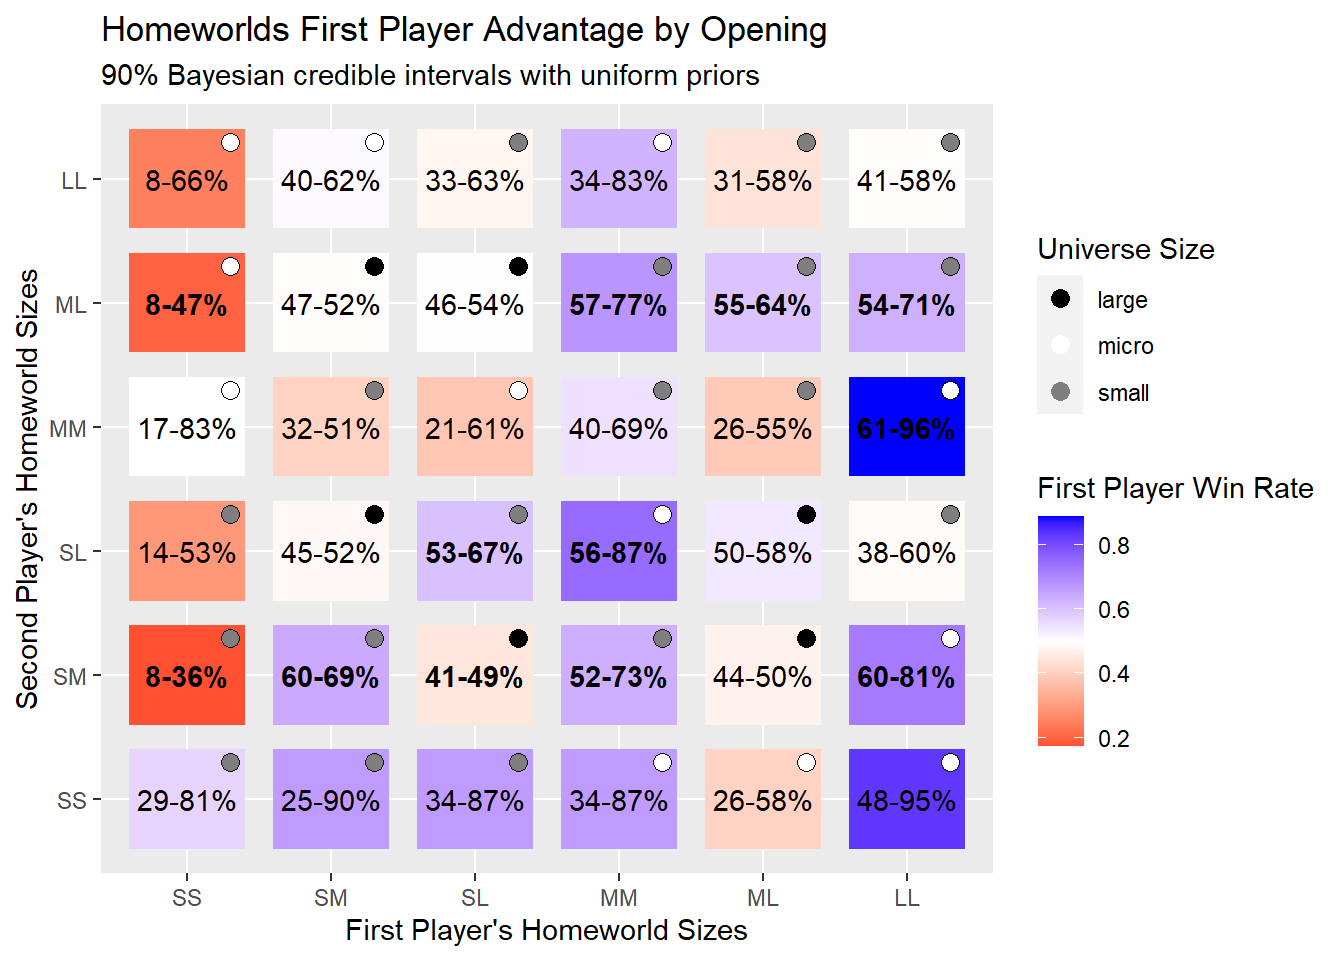 Homeworlds First Player Advantage by Opening
90% Bayesian credible intervals with uniform priors
Second Player's Homeworld Sizes
LL 8-66% 40-62% 33-63% 34-83% 31-58% 41-58%
ML 8-47% 47-52% 46-54% 57-77% 55-64% 54-71%
MM 17-83% 32-51% 21-61% 40-69% 26-55% 61-96%
SL 14-53% 45-52% 53-67% 56-87% 50-58% 38-60%
SM 8-36% 60-69% 41-49% 52-73% 44-50% 60-81%
SS 29-81% 25-90% 34-87% 34-87% 26-58% 48-95%
SS SM SL MM ML LL
First Player's Homeworld Sizes
Universe Size
large
micro
small
First Player Win Rate
0.8
0.6
0.4
0.2